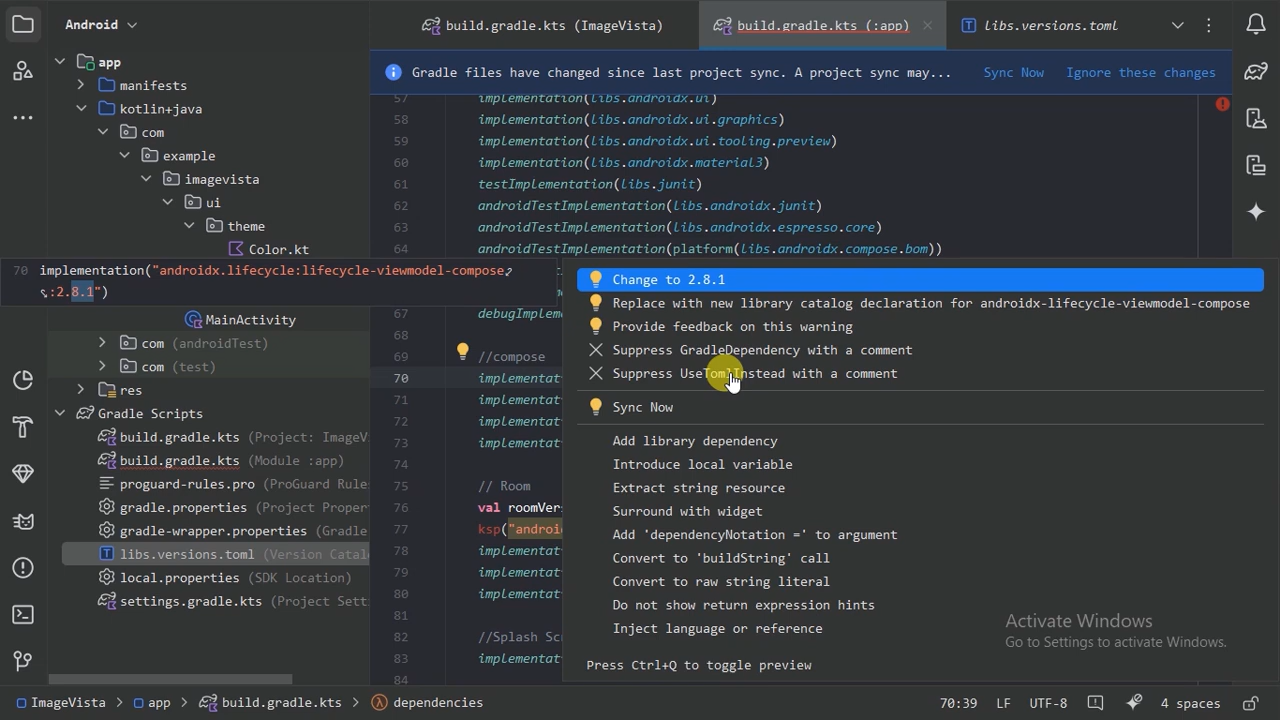 Android
build.gradle.kts (ImageVista)
build.gradle.kts (:app)
libs.versions.toml
Gradle files have changed since last project sync. A project sync may...
Sync Now
Ignore these changes
app
manifests
kotlin+java
com
example
imagevista
ui
theme
Color.kt
57 implementation(libs.androidx.ui)
58 implementation(libs.androidx.ui.graphics)
59 implementation(libs.androidx.ui.tooling.preview)
60 implementation(libs.androidx.material3)
61 testImplementation(libs.junit)
62 androidTestImplementation(libs.androidx.junit)
63 androidTestImplementation(libs.androidx.espresso.core)
64 androidTestImplementation(platform(libs.androidx.compose.bom))
70 implementation("androidx.lifecycle:lifecycle-viewmodel-compose
:2.8.1")
MainActivity
com (androidTest)
com (test)
res
Gradle Scripts
build.gradle.kts (Project: ImageV
build.gradle.kts (Module :app)
proguard-rules.pro (ProGuard Rule
gradle.properties (Project Proper
gradle-wrapper.properties (Gradle
libs.versions.toml (Version Catal
local.properties (SDK Location)
settings.gradle.kts (Project Sett
67 debugImplem
68
69 //compose
70 implementat
71 implementat
72 implementat
73 implementat
74
75 // Room
76 val roomVers
77 ksp("androi
78 implementat
79 implementat
80 implementat
81
82 //Splash Scr
83 implementat
84
Change to 2.8.1
Replace with new library catalog declaration for androidx-lifecycle-viewmodel-compose
Provide feedback on this warning
Suppress GradleDependency with a comment
Suppress UseTomlInstead with a comment
Sync Now
Add library dependency
Introduce local variable
Extract string resource
Surround with widget
Add 'dependencyNotation =' to argument
Convert to 'buildString' call
Convert to raw string literal
Do not show return expression hints
Inject language or reference
Press Ctrl+Q to toggle preview
Activate Windows
Go to Settings to activate Windows.
ImageVista
app
build.gradle.kts
dependencies
70:39
LF
UTF-8
4 spaces